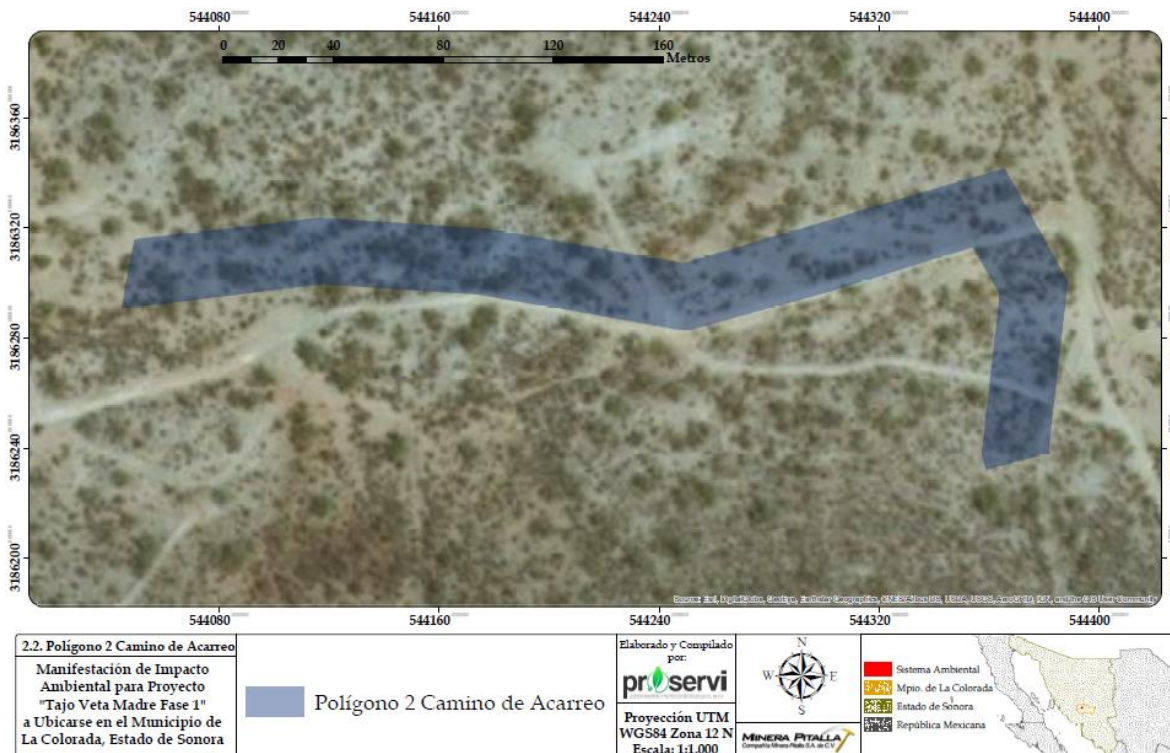 544080 544160 544240 544320 544400
0 20 40 80 120 160
Metros
3186360
3186320
3186280
3186240
3186200
544080 544160 544240 544320 544400
2.2. Polígono 2 Camino de Acarreo
Manifestación de Impacto
Ambiental para Proyecto
"Tajo Veta Madre Fase 1"
a Ubicarse en el Municipio de
La Colorada, Estado de Sonora
Polígono 2 Camino de Acarreo
Elaborado y Compilado
por:
proservi
Proyección UTM
WGS84 Zona 12 N
Escala: 1:1,000
N
W E
S
MINERA PITALLA
Compañía Minera Pitalla S.A. de C.V.
Sistema Ambiental
Mpio. de La Colorada
Estado de Sonora
República Mexicana